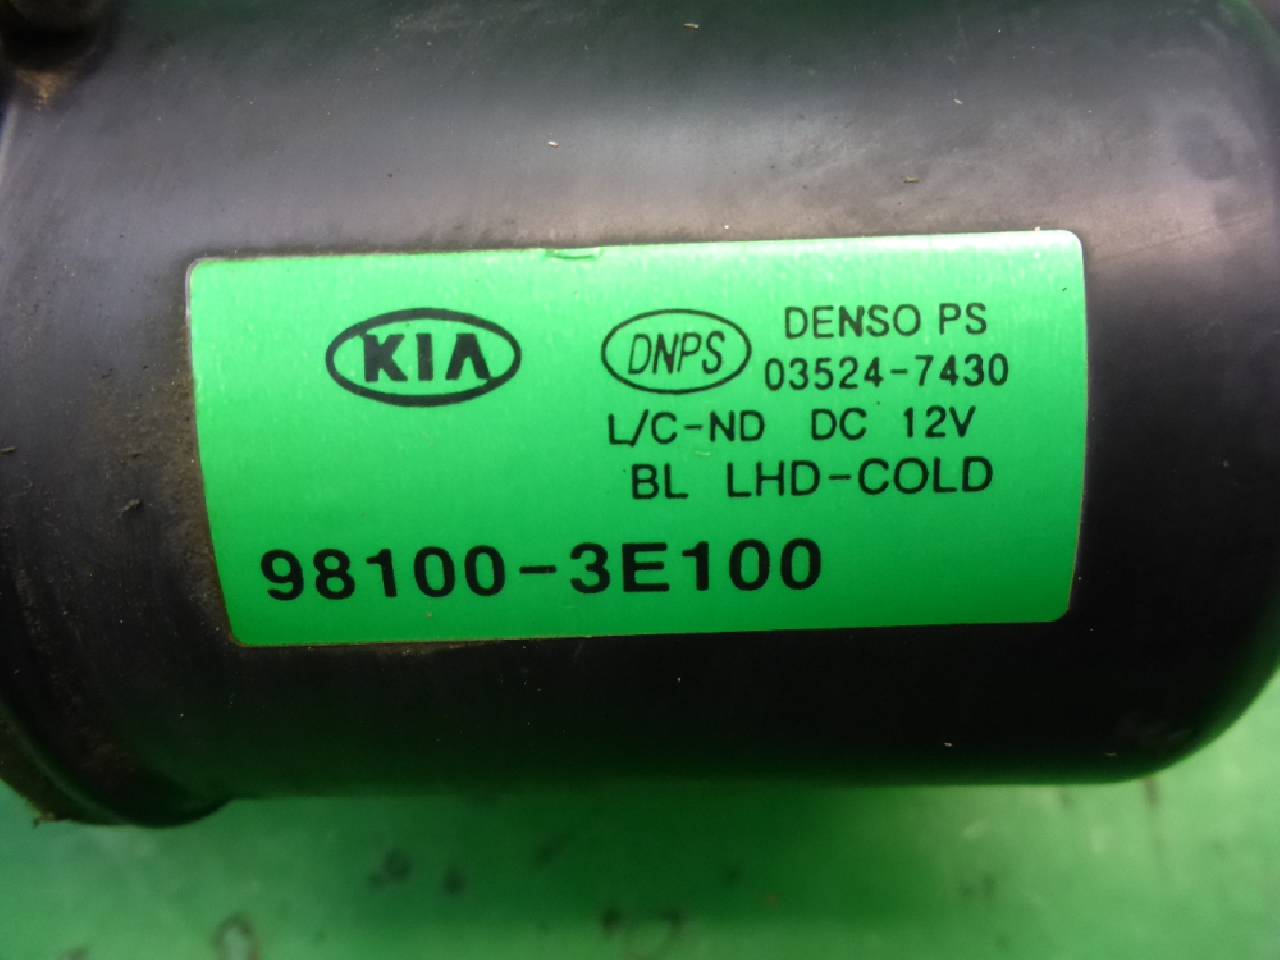 KIA
DNPS
DENSO PS
03524-7430
L/C-ND DC 12V
BL LHD-COLD
98100-3E100